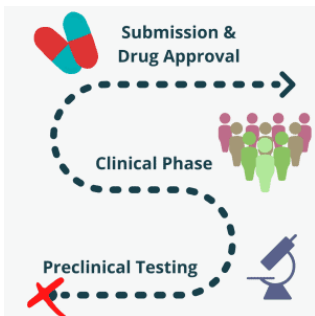 Submission &
Drug Approval
Clinical Phase
Preclinical Testing